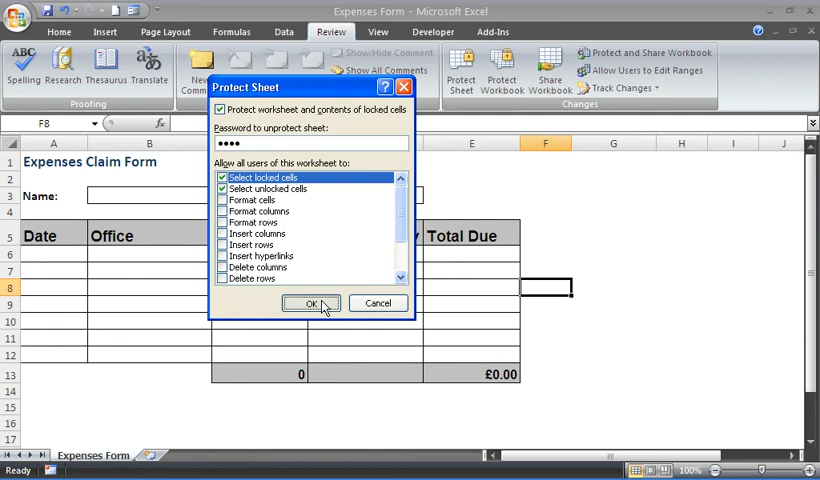 Expenses Form - Microsoft Excel
Home Insert Page Layout Formulas Data Review View Developer Add-Ins
ABC
Spelling Research Thesaurus Translate
Proofing
New
Show/Hide Comment
Show All Comments
Protect Sheet
Protect Workbook
Share Workbook
Protect and Share Workbook
Allow Users to Edit Ranges
Track Changes
Changes
F8 fx
A B E F G H I J
1 Expenses Claim Form
2
3 Name:
4
5 Date Office Total Due
6
7
8
9
10
11
12
13 0 £0.00
14
15
16
17
Protect Sheet
Protect worksheet and contents of locked cells
Password to unprotect sheet:
••••
Allow all users of this worksheet to:
Select locked cells
Select unlocked cells
Format cells
Format columns
Format rows
Insert columns
Insert rows
Insert hyperlinks
Delete columns
Delete rows
OK Cancel
Expenses Form
Ready 100%